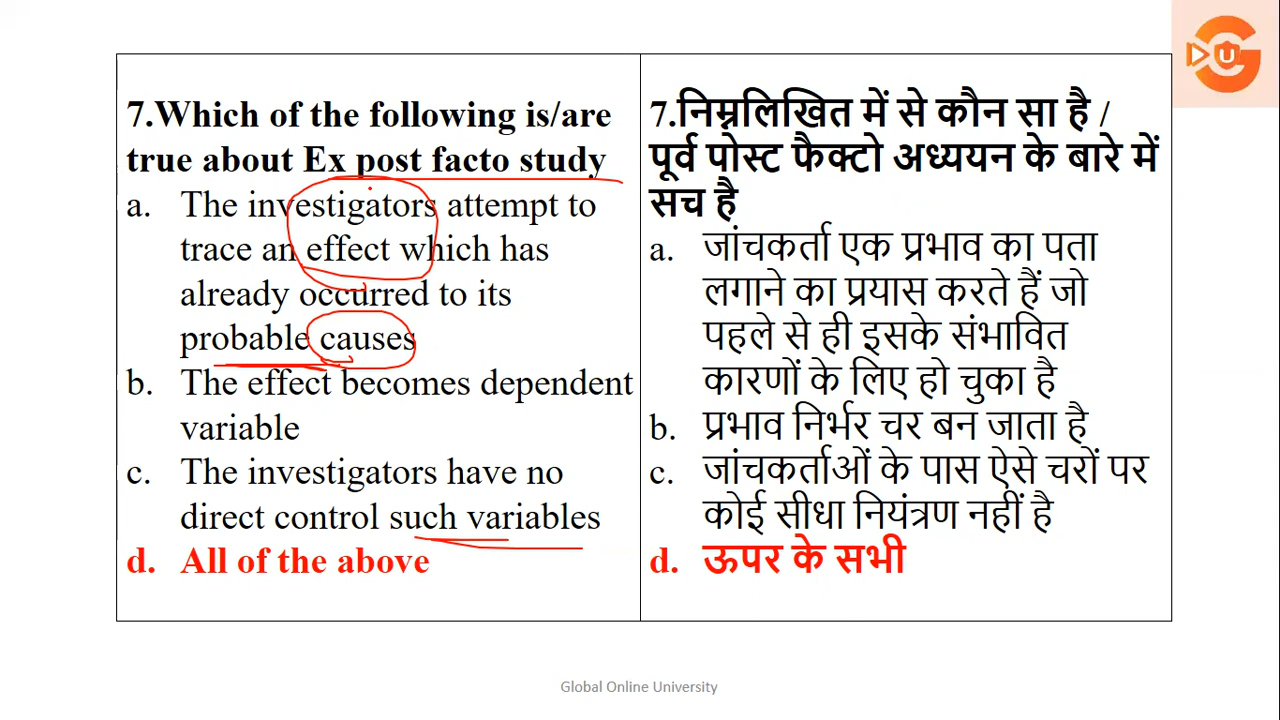 7.Which of the following is/are
true about Ex post facto study
a. The investigators attempt to
trace an effect which has
already occurred to its
probable causes
b. The effect becomes dependent
variable
c. The investigators have no
direct control such variables
d. All of the above
7.निम्नलिखित में से कौन सा है /
पूर्व पोस्ट फैक्टो अध्ययन के बारे में
सच है
a. जांचकर्ता एक प्रभाव का पता
लगाने का प्रयास करते हैं जो
पहले से ही इसके संभावित
कारणों के लिए हो चुका है
b. प्रभाव निर्भर चर बन जाता है
c. जांचकर्ताओं के पास ऐसे चरों पर
कोई सीधा नियंत्रण नहीं है
d. ऊपर के सभी
U
Global Online University